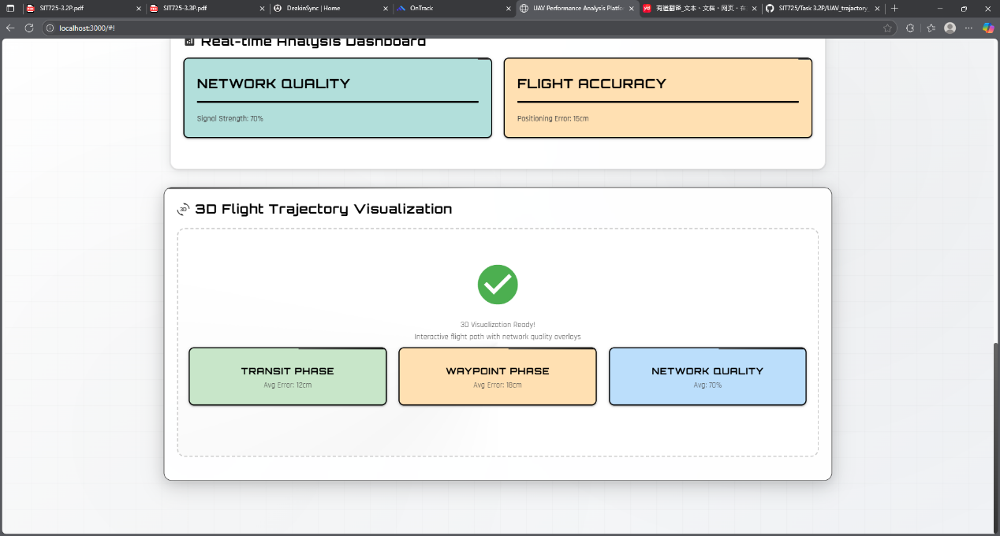 SIT725-3.2P.pdf
SIT725-3.3P.pdf
DeakinSync | Home
OnTrack
UAV Performance Analysis Platfo
yd 有道翻译_文本、文档、网页、在
SIT725/Task 3.2P/UAV_trajactory_
localhost:3000/#!
Real-time Analysis Dashboard
NETWORK QUALITY
Signal Strength: 70%
FLIGHT ACCURACY
Positioning Error: 15cm
3D 3D Flight Trajectory Visualization
3D Visualization Ready!
Interactive flight path with network quality overlays
TRANSIT PHASE
Avg Error: 12cm
WAYPOINT PHASE
Avg Error: 18cm
NETWORK QUALITY
Avg: 70%